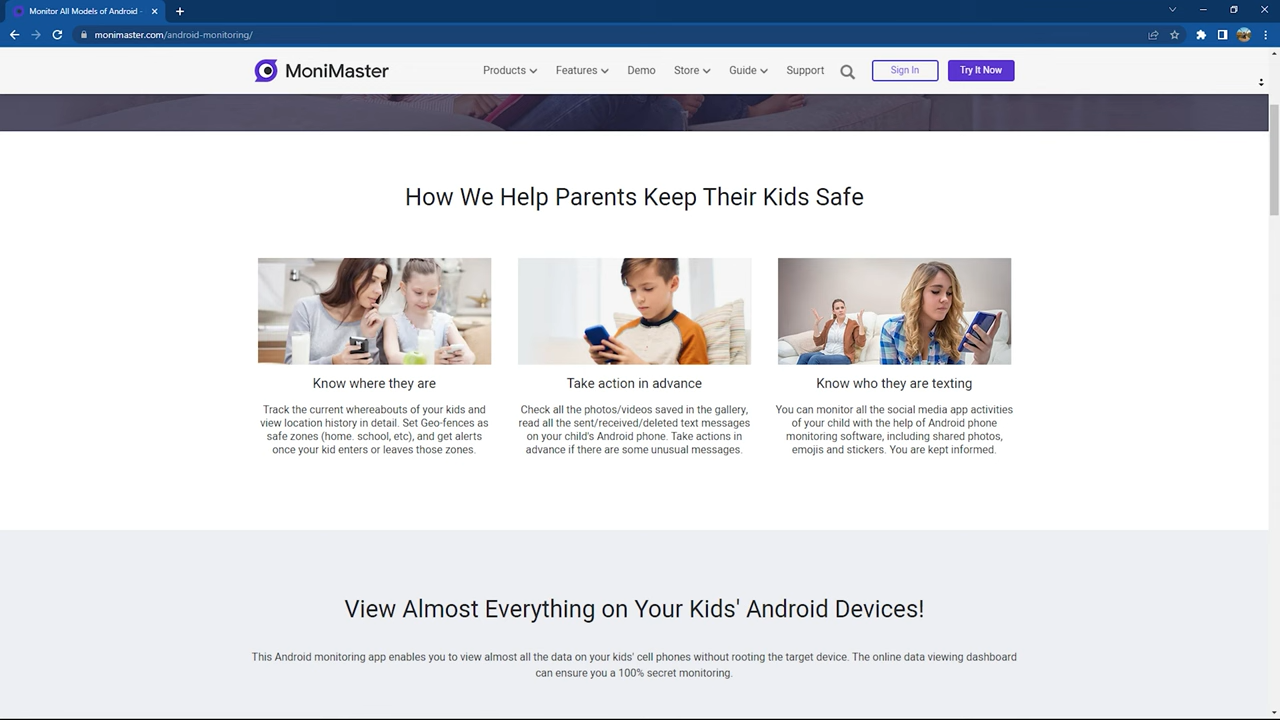 Monitor All Models of Android -
monimaster.com/android-monitoring/
MoniMaster
Products Features Demo Store Guide Support Sign In Try It Now
How We Help Parents Keep Their Kids Safe
Know where they are
Track the current whereabouts of your kids and
view location history in detail. Set Geo-fences as
safe zones (home. school, etc), and get alerts
once your kid enters or leaves those zones.
Take action in advance
Check all the photos/videos saved in the gallery,
read all the sent/received/deleted text messages
on your child's Android phone. Take actions in
advance if there are some unusual messages.
Know who they are texting
You can monitor all the social media app activities
of your child with the help of Android phone
monitoring software, including shared photos,
emojis and stickers. You are kept informed.
View Almost Everything on Your Kids' Android Devices!
This Android monitoring app enables you to view almost all the data on your kids' cell phones without rooting the target device. The online data viewing dashboard
can ensure you a 100% secret monitoring.